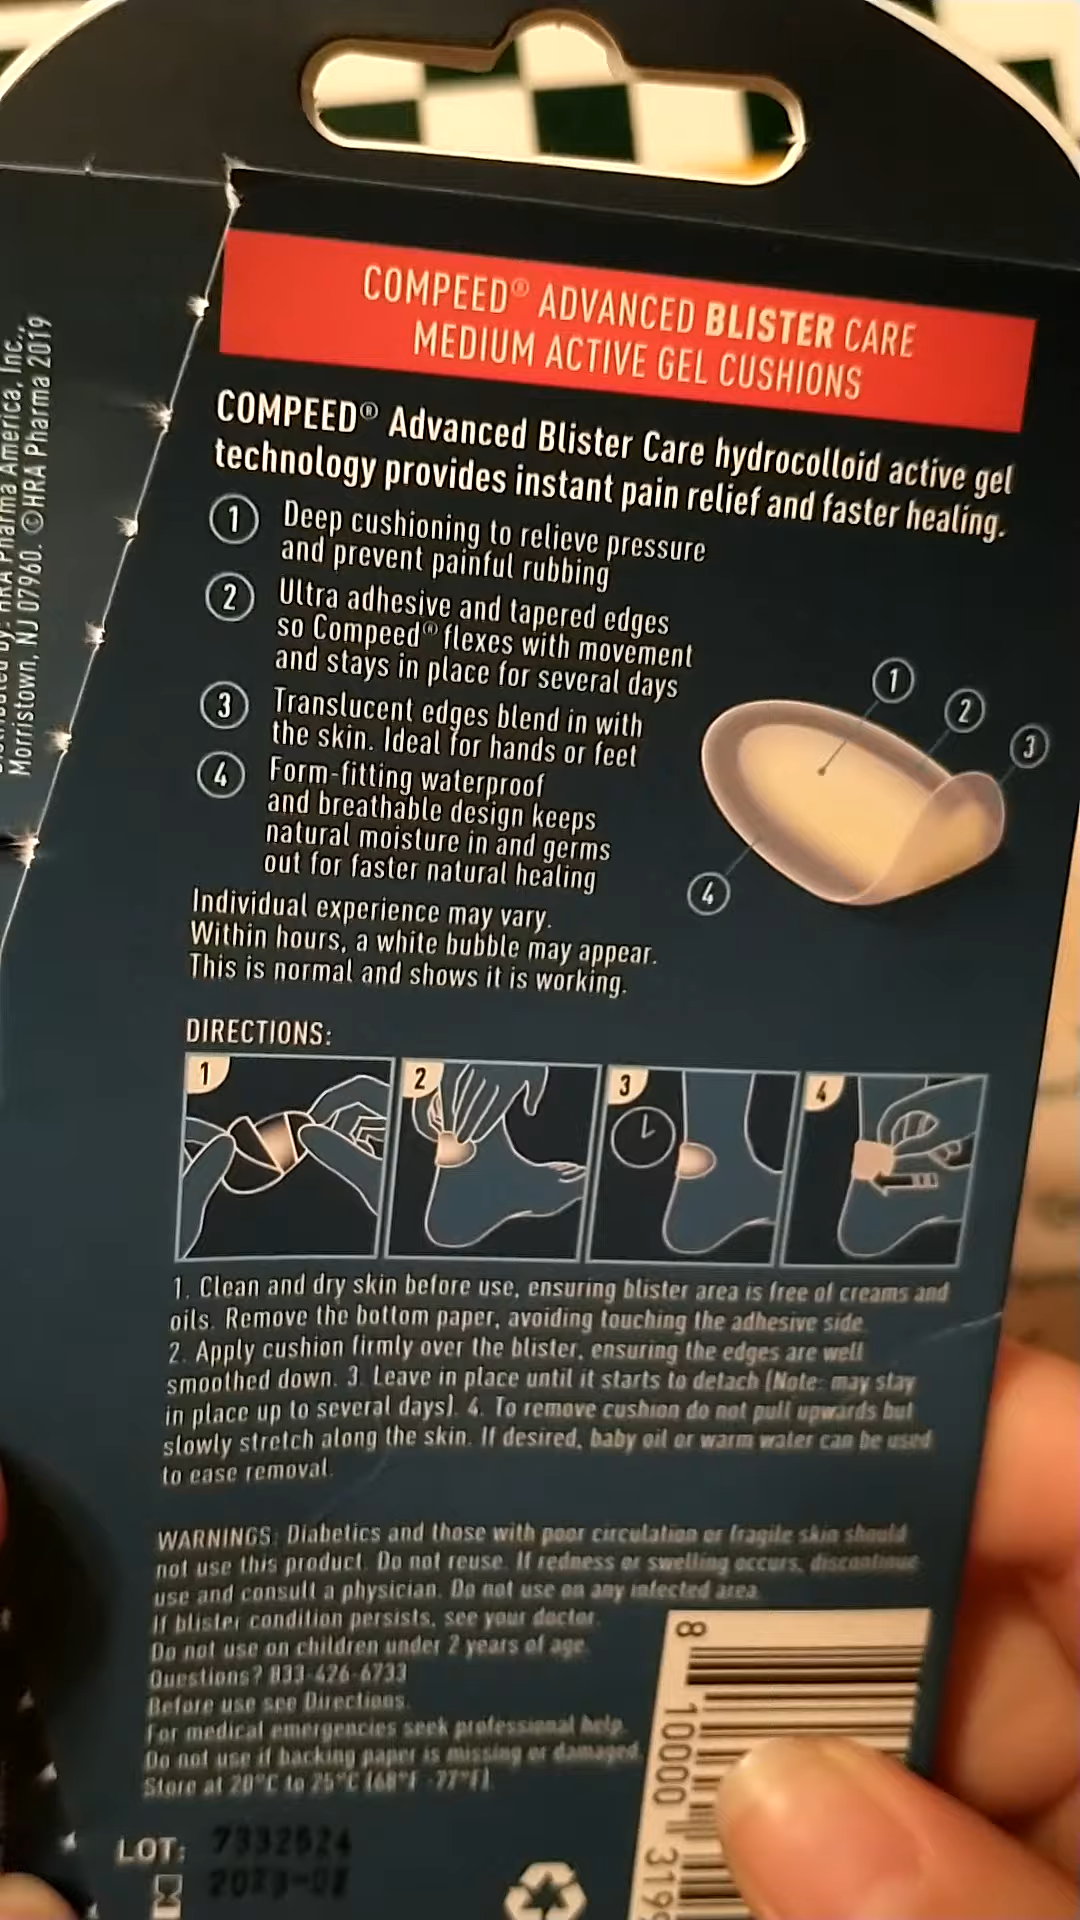 COMPEED® ADVANCED BLISTER CARE
MEDIUM ACTIVE GEL CUSHIONS
COMPEED® Advanced Blister Care hydrocolloid active gel
technology provides instant pain relief and faster healing.
1 Deep cushioning to relieve pressure
and prevent painful rubbing
2 Ultra adhesive and tapered edges
so Compeed® flexes with movement
and stays in place for several days
3 Translucent edges blend in with
the skin. Ideal for hands or feet
4 Form-fitting waterproof
and breathable design keeps
natural moisture in and germs
out for faster natural healing
1
2
3
4
Individual experience may vary.
Within hours, a white bubble may appear.
This is normal and shows it is working.
DIRECTIONS:
1 2 3 4
1. Clean and dry skin before use, ensuring blister area is free of creams and
oils. Remove the bottom paper, avoiding touching the adhesive side.
2. Apply cushion firmly over the blister, ensuring the edges are well
smoothed down. 3. Leave in place until it starts to detach (Note: may stay
in place up to several days). 4. To remove cushion do not pull upwards but
slowly stretch along the skin. If desired, baby oil or warm water can be used
to ease removal.
WARNINGS: Diabetics and those with poor circulation or fragile skin should
not use this product. Do not reuse. If redness or swelling occurs, discontinue
use and consult a physician. Do not use on any infected area.
If blister condition persists, see your doctor.
Do not use on children under 2 years of age.
Questions? 833-426-6733
Before use see Directions.
For medical emergencies seek professional help.
Do not use if backing paper is missing or damaged.
Store at 20°C to 25°C (68°F -77°F).
LOT: 7332624
8 10000 319
by: HRA Pharma America, Inc.,
Morristown, NJ 07960. ©HRA Pharma 2019